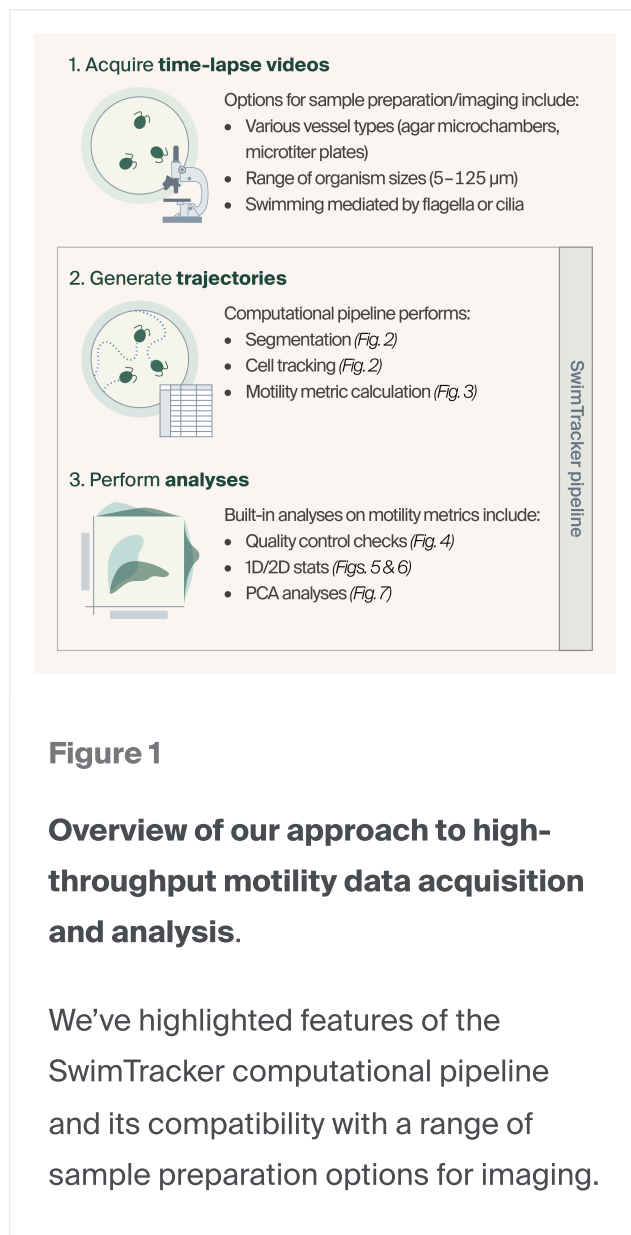 1. Acquire time-lapse videos
Options for sample preparation/imaging include:
• Various vessel types (agar microchambers,
microtiter plates)
• Range of organism sizes (5–125 μm)
• Swimming mediated by flagella or cilia
2. Generate trajectories
Computational pipeline performs:
• Segmentation (Fig. 2)
• Cell tracking (Fig. 2)
• Motility metric calculation (Fig. 3)
SwimTracker pipeline
3. Perform analyses
Built-in analyses on motility metrics include:
• Quality control checks (Fig. 4)
• 1D/2D stats (Figs. 5 & 6)
• PCA analyses (Fig. 7)
Figure 1
Overview of our approach to high-
throughput motility data acquisition
and analysis.
We’ve highlighted features of the
SwimTracker computational pipeline
and its compatibility with a range of
sample preparation options for imaging.